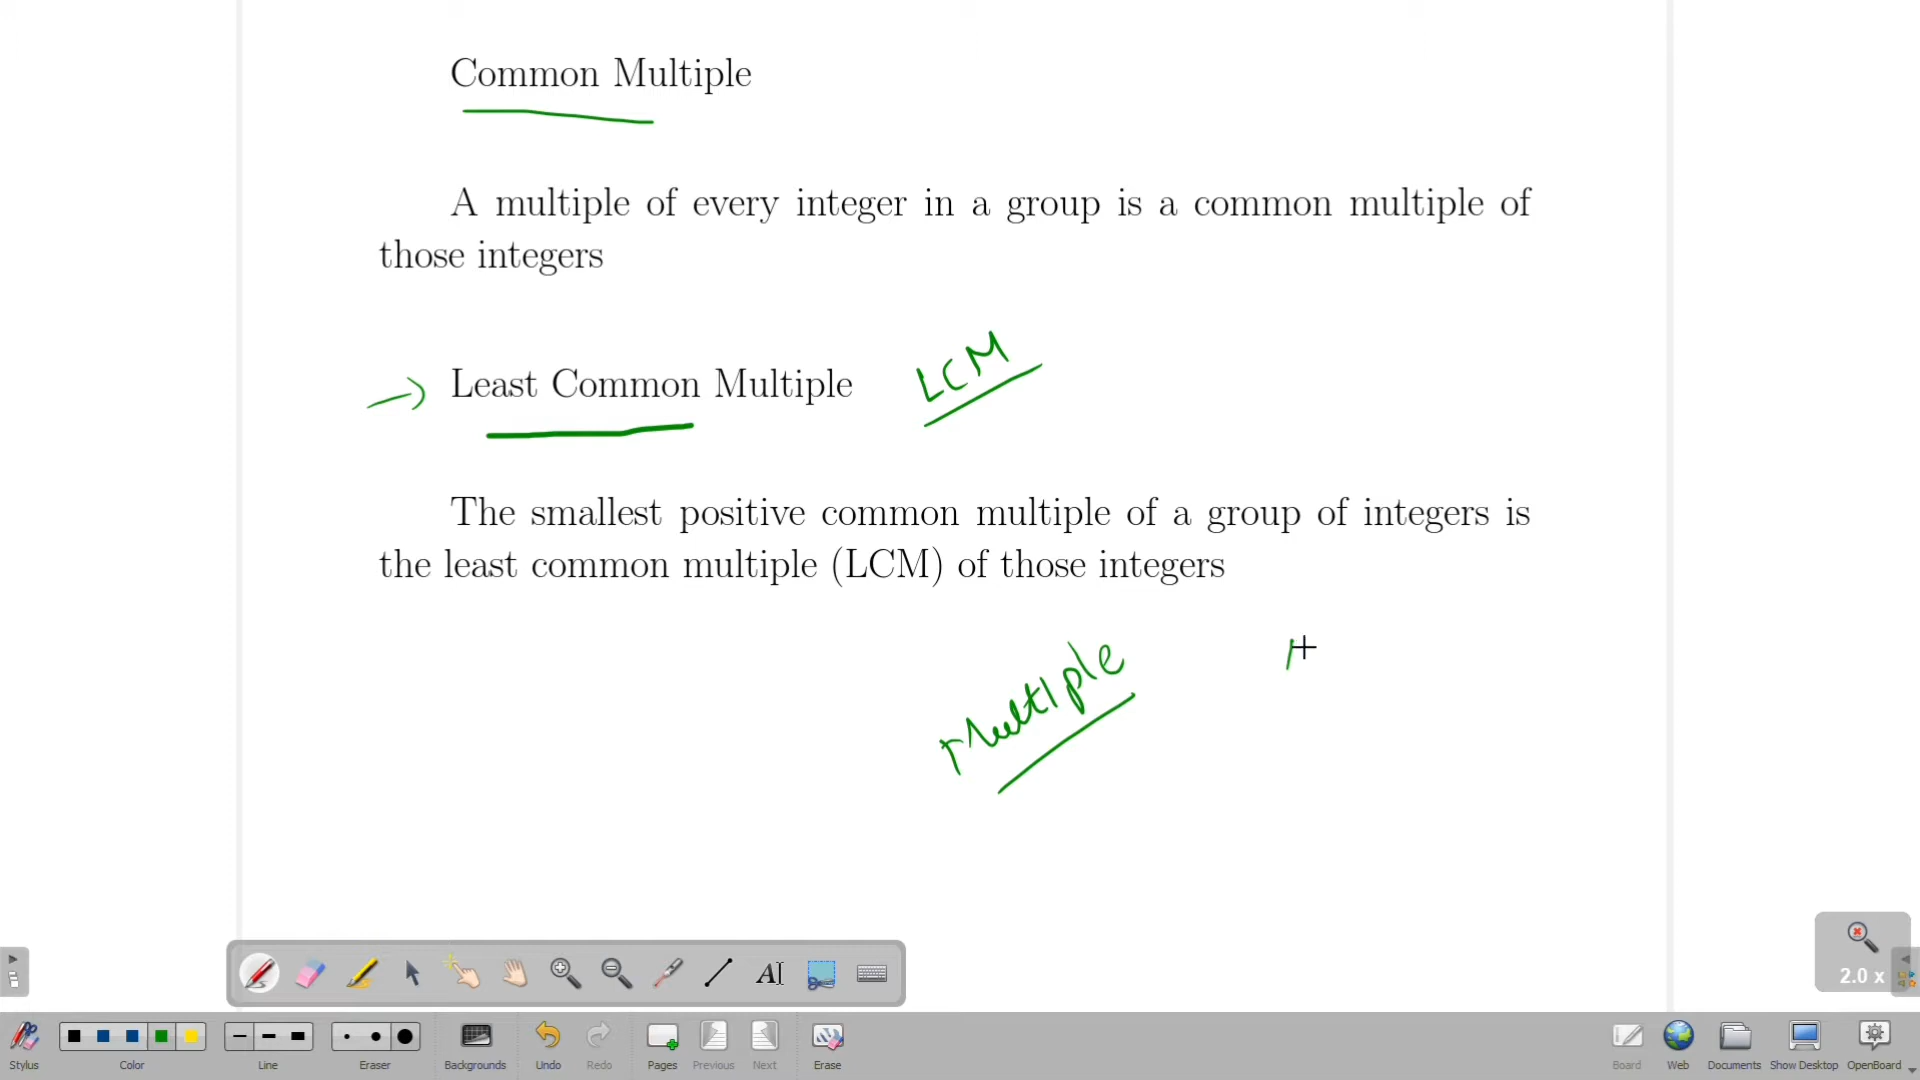 Common Multiple
A multiple of every integer in a group is a common multiple of
those integers
Least Common Multiple LCM
The smallest positive common multiple of a group of integers is
the least common multiple (LCM) of those integers
Multiple
2.0 x
Stylus Color Line Eraser Backgrounds Undo Redo Pages Previous Next Erase Board Web Documents Show Desktop OpenBoard